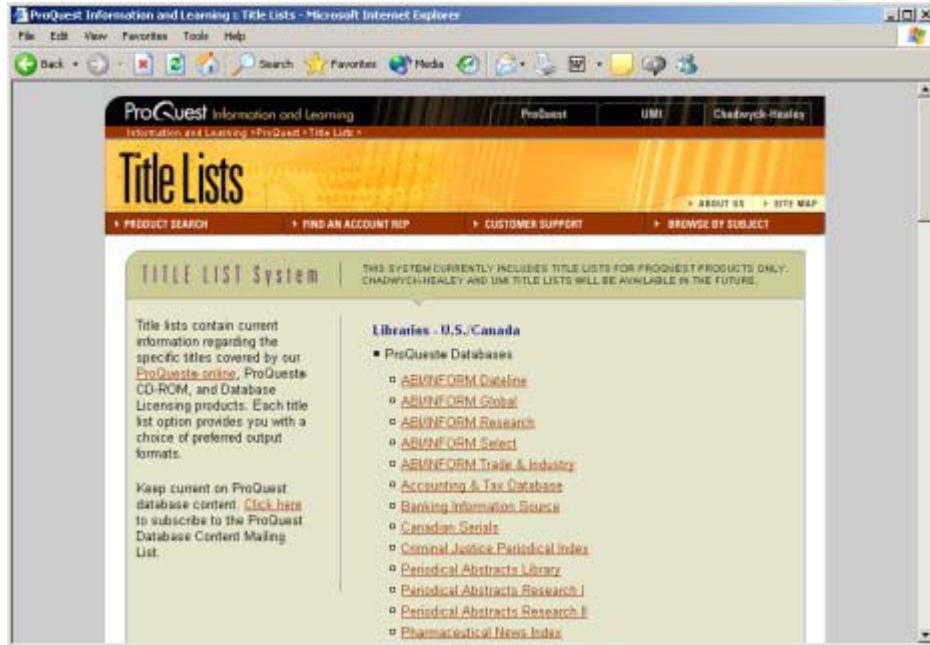 ProQuest Information and Learning : Title Lists - Microsoft Internet Explorer
File Edit View Favorites Tools Help
Back Search Favorites Media
ProQuest Information and Learning ProQuest UMI Chadwyck-Healey
Information and Learning >ProQuest >Title Lists >
Title Lists
ABOUT US SITE MAP
PRODUCT SEARCH FIND AN ACCOUNT REP CUSTOMER SUPPORT BROWSE BY SUBJECT
TITLE LIST System
THIS SYSTEM CURRENTLY INCLUDES TITLE LISTS FOR PROQUEST PRODUCTS ONLY.
CHADWYCK-HEALEY AND UMI TITLE LISTS WILL BE AVAILABLE IN THE FUTURE.
Title lists contain current
information regarding the
specific titles covered by our
ProQuest® online, ProQuest®
CD-ROM, and Database
Licensing products. Each title
list option provides you with a
choice of preferred output
formats.
Keep current on ProQuest
database content. Click here
to subscribe to the ProQuest
Database Content Mailing
List.
Libraries - U.S./Canada
ProQuest® Databases
ABI/INFORM Dateline
ABI/INFORM Global
ABI/INFORM Research
ABI/INFORM Select
ABI/INFORM Trade & Industry
Accounting & Tax Database
Banking Information Source
Canadian Serials
Criminal Justice Periodical Index
Periodical Abstracts Library
Periodical Abstracts Research I
Periodical Abstracts Research II
Pharmaceutical News Index